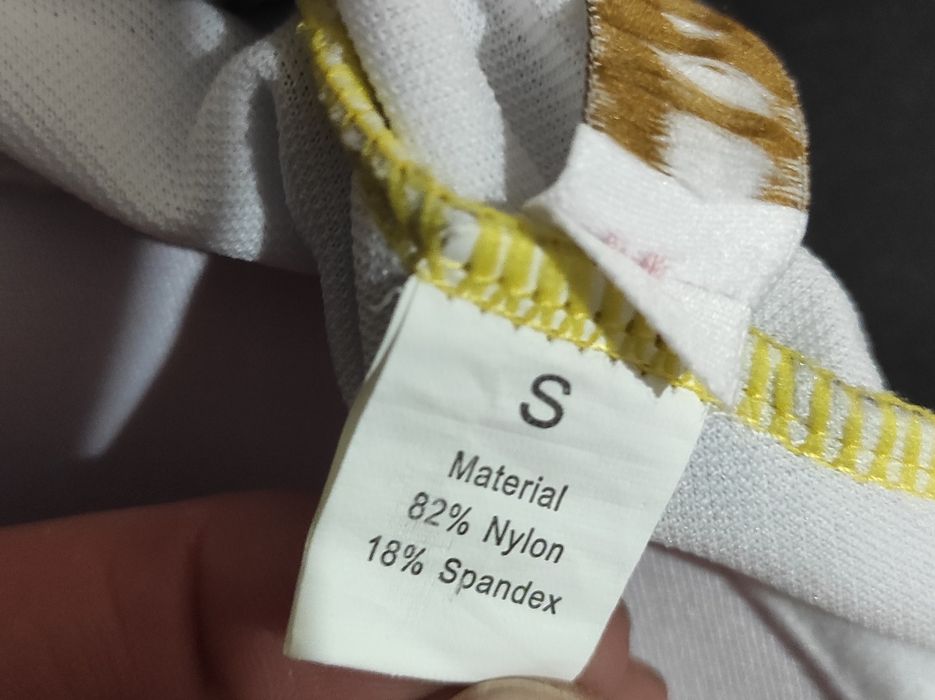 S
Material
82% Nylon
18% Spandex